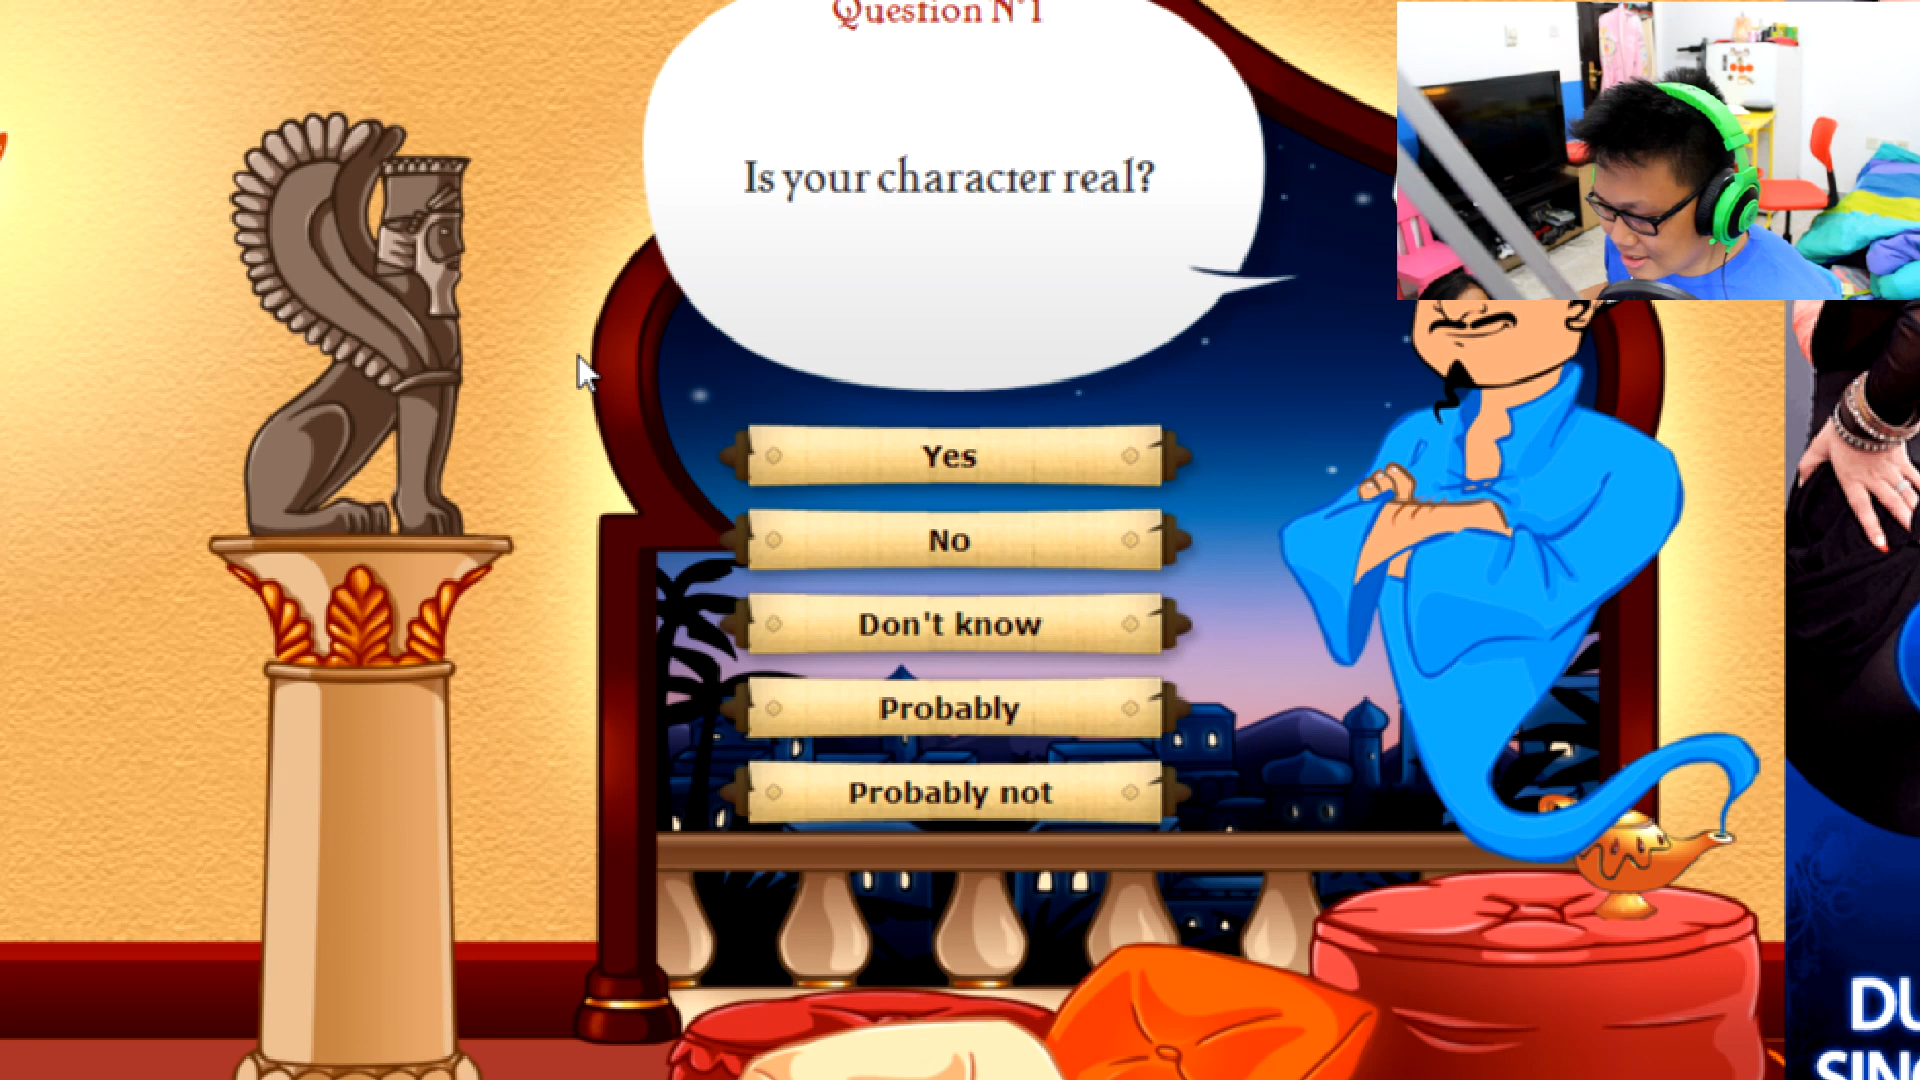 Question N°1
Is your character real?
Yes
No
Don't know
Probably
Probably not